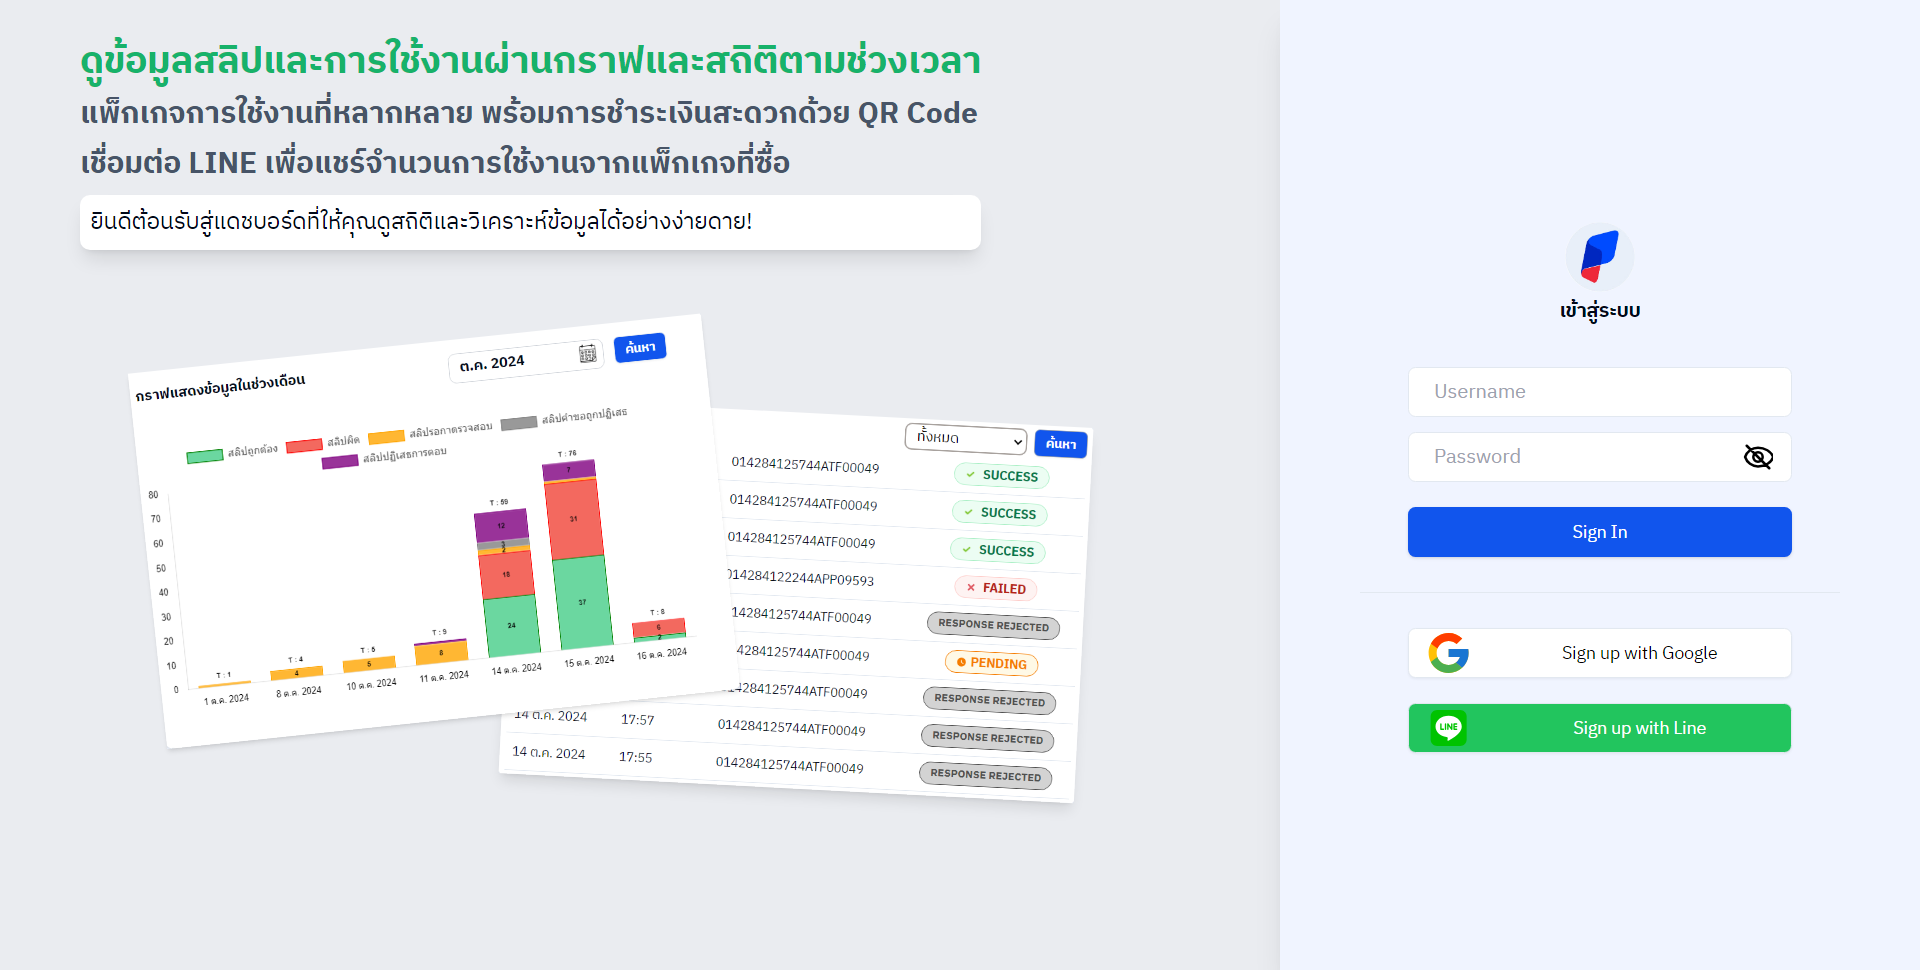 ดูข้อมูลสลิปและการใช้งานผ่านกราฟและสถิติตามช่วงเวลา
แพ็กเกจการใช้งานที่หลากหลาย พร้อมการชำระเงินสะดวกด้วย QR Code
เชื่อมต่อ LINE เพื่อแชร์จำนวนการใช้งานจากแพ็กเกจที่ซื้อ
ยินดีต้อนรับสู่แดชบอร์ดที่ให้คุณดูสถิติและวิเคราะห์ข้อมูลได้อย่างง่ายดาย!
กราฟแสดงข้อมูลในช่วงเดือน
ต.ค. 2024
ค้นหา
สลิปถูกต้อง
สลิปผิด
สลิปรอการตรวจสอบ
สลิปคำขอถูกปฏิเสธ
สลิปปฏิเสธการตอบ
80
70
60
50
40
30
20
10
0
T : 1
T : 4
4
T : 5
5
T : 9
8
T : 59
12
3
2
18
24
T : 76
7
31
37
T : 8
6
2
1 ต.ค. 2024
8 ต.ค. 2024
10 ต.ค. 2024
11 ต.ค. 2024
14 ต.ค. 2024
15 ต.ค. 2024
16 ต.ค. 2024
ทั้งหมด
ค้นหา
014284125744ATF00049 SUCCESS
014284125744ATF00049 SUCCESS
014284125744ATF00049 SUCCESS
014284122244APP09593 FAILED
014284125744ATF00049 RESPONSE REJECTED
4284125744ATF00049 PENDING
4284125744ATF00049 RESPONSE REJECTED
14 ต.ค. 2024 17:57 014284125744ATF00049 RESPONSE REJECTED
14 ต.ค. 2024 17:55 014284125744ATF00049 RESPONSE REJECTED
เข้าสู่ระบบ
Username
Password
Sign In
Sign up with Google
LINE
Sign up with Line